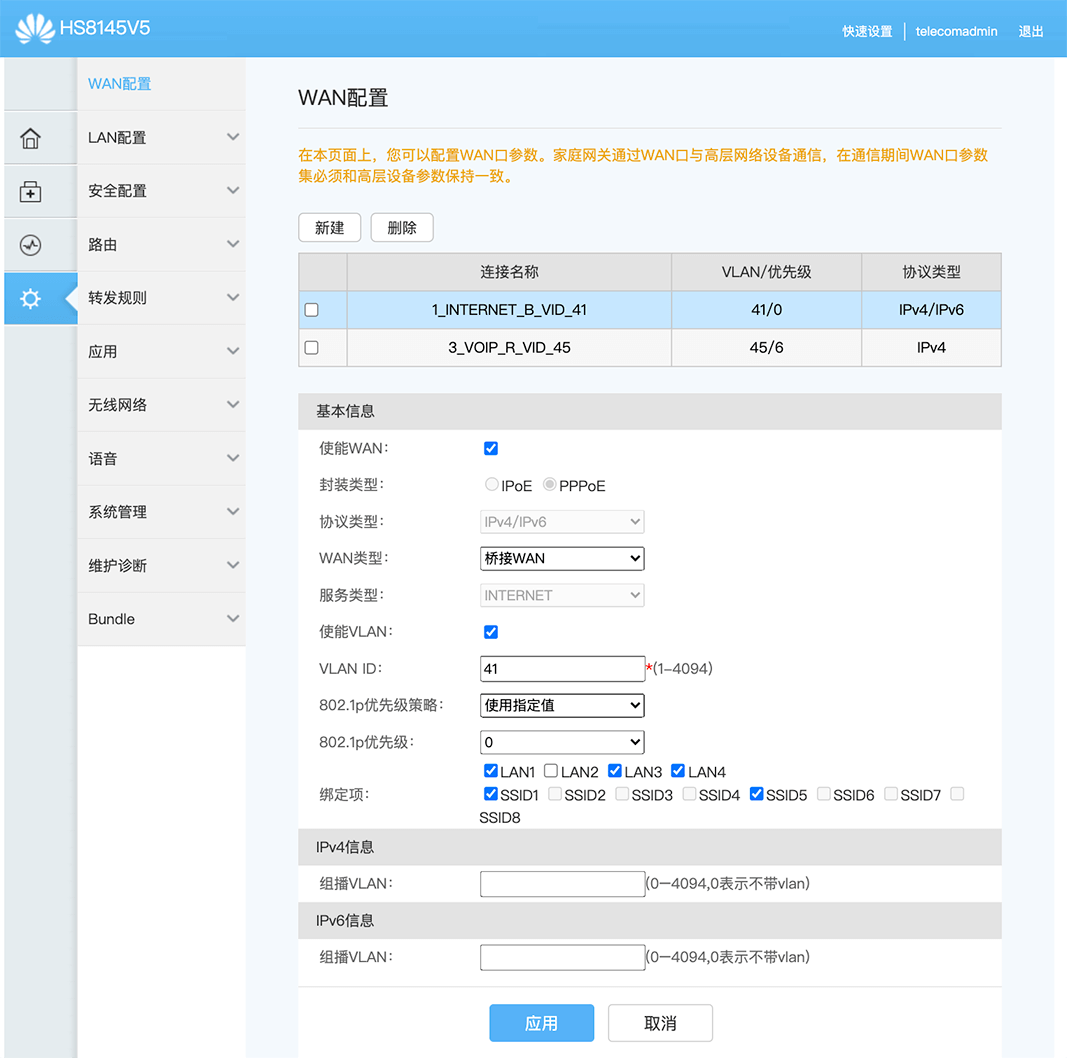 HS8145V5
快速设置 telecomadmin 退出
WAN配置
LAN配置
安全配置
路由
转发规则
应用
无线网络
语音
系统管理
维护诊断
Bundle
WAN配置
在本页面上，您可以配置WAN口参数。家庭网关通过WAN口与高层网络设备通信，在通信期间WAN口参数
集必须和高层设备参数保持一致。
新建 删除
连接名称 VLAN/优先级 协议类型
1_INTERNET_B_VID_41 41/0 IPv4/IPv6
3_VOIP_R_VID_45 45/6 IPv4
基本信息
使能WAN：
封装类型： IPoE PPPoE
协议类型： IPv4/IPv6
WAN类型： 桥接WAN
服务类型： INTERNET
使能VLAN：
VLAN ID： 41 *(1–4094)
802.1p优先级策略： 使用指定值
802.1p优先级： 0
LAN1 LAN2 LAN3 LAN4
绑定项： SSID1 SSID2 SSID3 SSID4 SSID5 SSID6 SSID7
SSID8
IPv4信息
组播VLAN： (0—4094,0表示不带vlan)
IPv6信息
组播VLAN： (0—4094,0表示不带vlan)
应用 取消